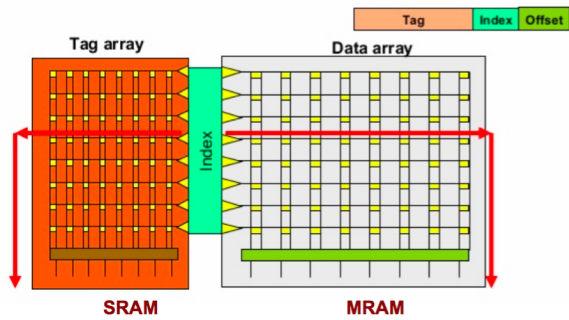 Tag Index Offset
Tag array Data array
Index
SRAM MRAM